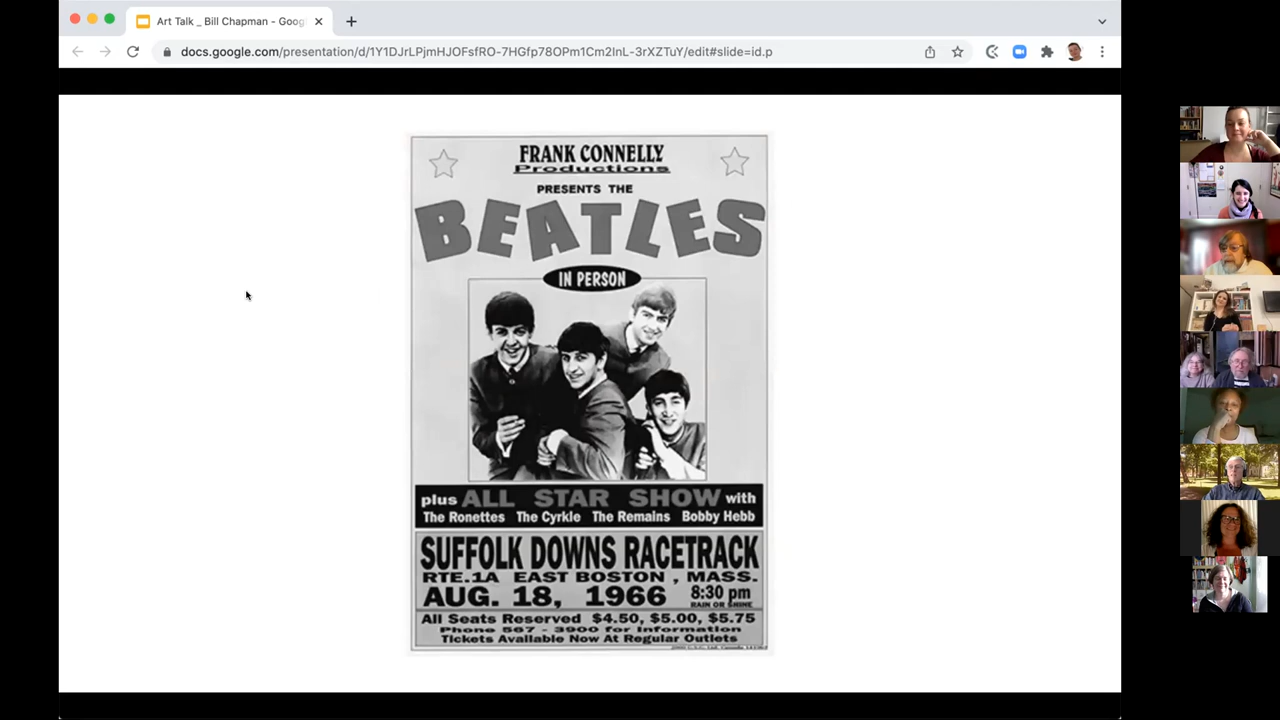 Art Talk _ Bill Chapman - Goog
docs.google.com/presentation/d/1Y1DJrLPjmHJOFsfRO-7HGfp78OPm1Cm2InL-3rXZTuY/edit#slide=id.p
FRANK CONNELLY
Productions
PRESENTS THE
BEATLES
IN PERSON
plus ALL STAR SHOW with
The Ronettes The Cyrkle The Remains Bobby Hebb
SUFFOLK DOWNS RACETRACK
RTE.1A EAST BOSTON , MASS.
AUG. 18, 1966 8:30 pm
RAIN OR SHINE
All Seats Reserved $4.50, $5.00, $5.75
Phone 567 - 3900 for Information
Tickets Available Now At Regular Outlets